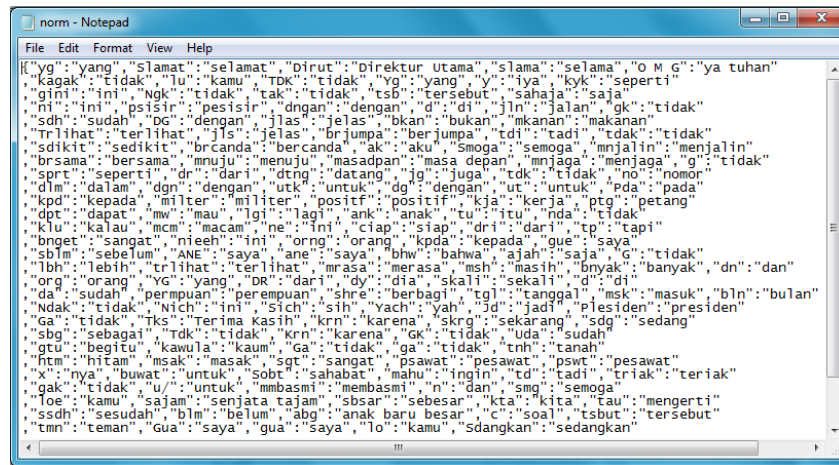 norm - Notepad
File Edit Format View Help
{"yg":"yang","Slamat":"selamat","Dirut":"Direktur Utama","slama":"selama","O M G":"ya tuhan"
,"kagak":"tidak","lu":"kamu","TDK":"tidak","Yg":"yang","y":"iya","kyk":"seperti"
,"gini":"ini","Ngk":"tidak","tak":"tidak","tsb":"tersebut","sahaja":"saja"
,"ni":"ini","psisir":"pesisir","dngan":"dengan","d":"di","jln":"jalan","gk":"tidak"
,"sdh":"sudah","DG":"dengan","jlas":"jelas","bkan":"bukan","mkanan":"makanan"
,"Trlihat":"terlihat","jls":"jelas","brjumpa":"berjumpa","tdi":"tadi","tdak":"tidak"
,"sdikit":"sedikit","brcanda":"bercanda","ak":"aku","Smoga":"semoga","mnjalin":"menjalin"
,"brsama":"bersama","mnuju":"menuju","masadpan":"masa depan","mnjaga":"menjaga","g":"tidak"
,"sprt":"seperti","dr":"dari","dtng":"datang","jg":"juga","tdk":"tidak","no":"nomor"
,"dlm":"dalam","dgn":"dengan","utk":"untuk","dg":"dengan","ut":"untuk","Pda":"pada"
,"kpd":"kepada","milter":"militer","positf":"positif","kja":"kerja","ptg":"petang"
,"dpt":"dapat","mw":"mau","lgi":"lagi","ank":"anak","tu":"itu","nda":"tidak"
,"klu":"kalau","mcm":"macam","ne":"ini","ciap":"siap","dri":"dari","tp":"tapi"
,"bnget":"sangat","nieeh":"ini","orng":"orang","kpda":"kepada","gue":"saya"
,"sblm":"sebelum","ANE":"saya","ane":"saya","bhw":"bahwa","ajah":"saja","G":"tidak"
,"lbh":"lebih","trlihat":"terlihat","mrasa":"merasa","msh":"masih","bnyak":"banyak","dn":"dan"
,"org":"orang","YG":"yang","DR":"dari","dy":"dia","skali":"sekali","d":"di"
,"da":"sudah","permpuan":"perempuan","shre":"berbagi","tgl":"tanggal","msk":"masuk","bln":"bulan"
,"Ndak":"tidak","Nich":"ini","Sich":"sih","Yach":"yah","Jd":"jadi","Plesiden":"presiden"
,"Ga":"tidak","Tks":"Terima Kasih","krn":"karena","skrg":"sekarang","sdg":"sedang"
,"sbg":"sebagai","Tdk":"tidak","Krn":"karena","GK":"tidak","Uda":"sudah"
,"gtu":"begitu","kawula":"kaum","Ga":"tidak","ga":"tidak","tnh":"tanah"
,"htm":"hitam","msak":"masak","sgt":"sangat","psawat":"pesawat","pswt":"pesawat"
,"x":"nya","buwat":"untuk","Sobt":"sahabat","mahu":"ingin","td":"tadi","triak":"teriak"
,"gak":"tidak","u/":"untuk","mmbasmi":"membasmi","n":"dan","smg":"semoga"
,"loe":"kamu","sajam":"senjata tajam","sbsar":"sebesar","kta":"kita","tau":"mengerti"
,"ssdh":"sesudah","blm":"belum","abg":"anak baru besar","c":"soal","tsbut":"tersebut"
,"tmn":"teman","Gua":"saya","gua":"saya","lo":"kamu","Sdangkan":"sedangkan"